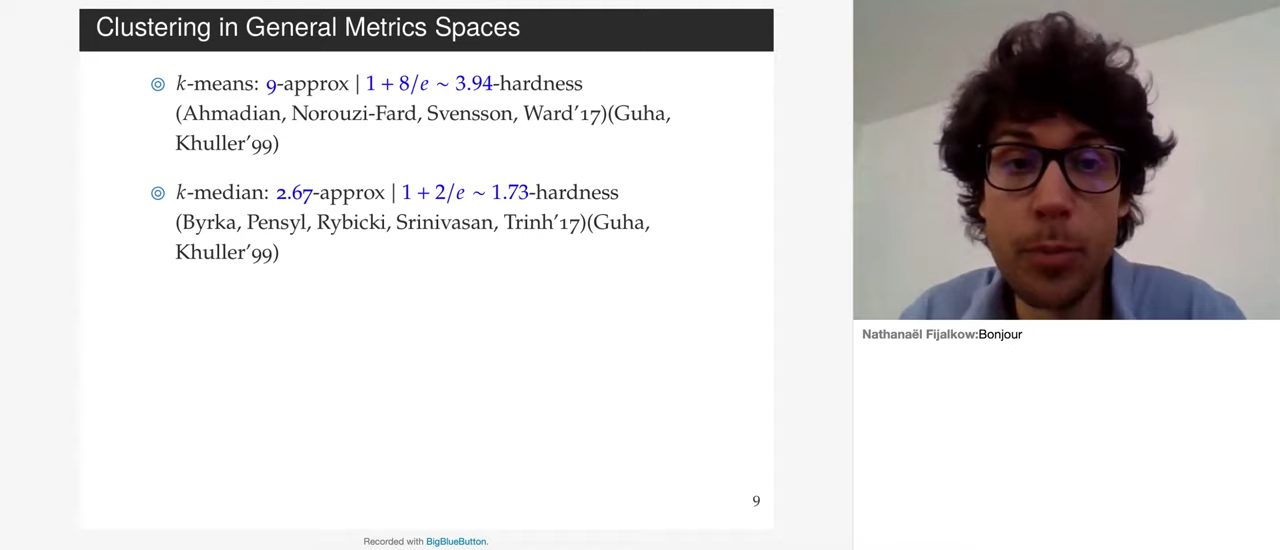 Clustering in General Metrics Spaces
◎ k-means: 9-approx | 1 + 8/e ∼ 3.94-hardness
(Ahmadian, Norouzi-Fard, Svensson, Ward'17)(Guha,
Khuller'99)
◎ k-median: 2.67-approx | 1 + 2/e ∼ 1.73-hardness
(Byrka, Pensyl, Rybicki, Srinivasan, Trinh'17)(Guha,
Khuller'99)
9
Recorded with BigBlueButton.
Nathanaël Fijalkow:Bonjour